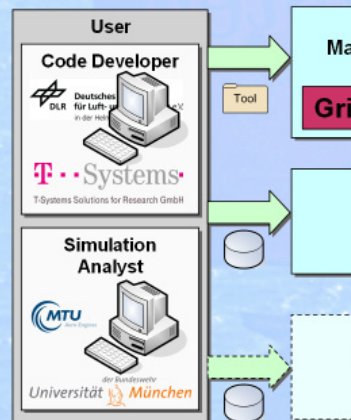 User
Code Developer
DLR
Deutsches
für Luft- u e.V.
in der Helm
T··Systems·
T-Systems Solutions for Research GmbH
Tool
Ma
Gri
Simulation
Analyst
MTU
Aero Engines
der Bundeswehr
Universität München